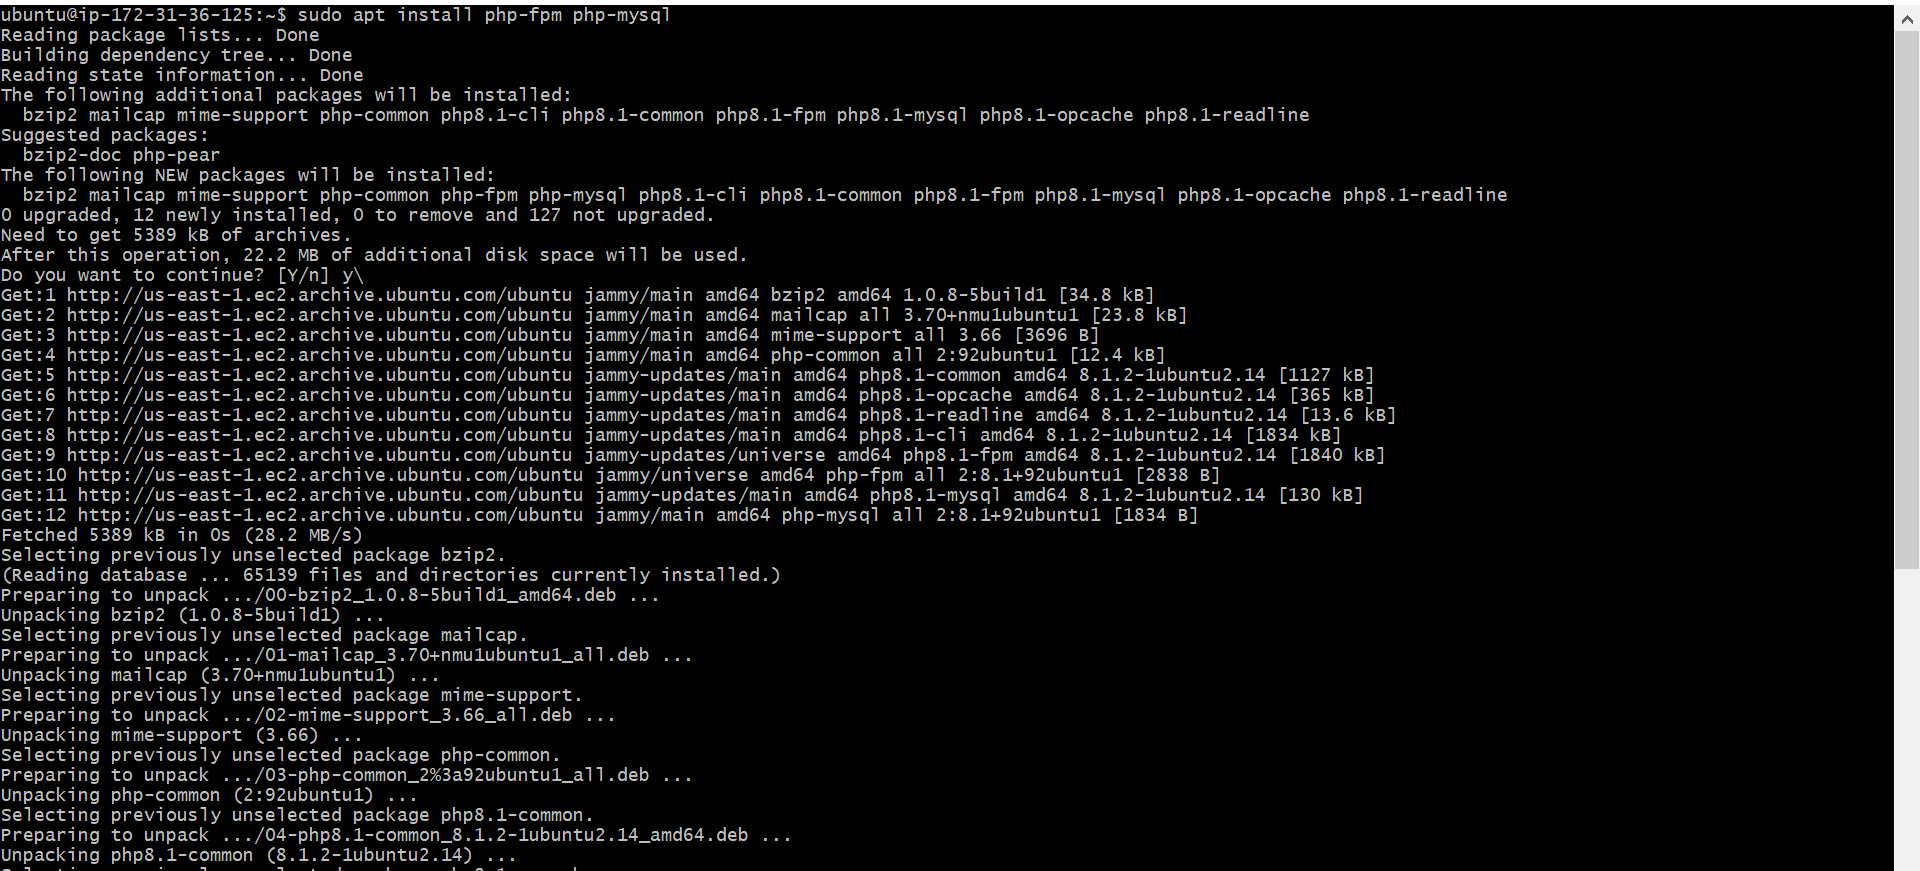 ubuntu@ip-172-31-36-125:~$ sudo apt install php-fpm php-mysql
Reading package lists... Done
Building dependency tree... Done
Reading state information... Done
The following additional packages will be installed:
  bzip2 mailcap mime-support php-common php8.1-cli php8.1-common php8.1-fpm php8.1-mysql php8.1-opcache php8.1-readline
Suggested packages:
  bzip2-doc php-pear
The following NEW packages will be installed:
  bzip2 mailcap mime-support php-common php-fpm php-mysql php8.1-cli php8.1-common php8.1-fpm php8.1-mysql php8.1-opcache php8.1-readline
0 upgraded, 12 newly installed, 0 to remove and 127 not upgraded.
Need to get 5389 kB of archives.
After this operation, 22.2 MB of additional disk space will be used.
Do you want to continue? [Y/n] y\
Get:1 http://us-east-1.ec2.archive.ubuntu.com/ubuntu jammy/main amd64 bzip2 amd64 1.0.8-5build1 [34.8 kB]
Get:2 http://us-east-1.ec2.archive.ubuntu.com/ubuntu jammy/main amd64 mailcap all 3.70+nmu1ubuntu1 [23.8 kB]
Get:3 http://us-east-1.ec2.archive.ubuntu.com/ubuntu jammy/main amd64 mime-support all 3.66 [3696 B]
Get:4 http://us-east-1.ec2.archive.ubuntu.com/ubuntu jammy/main amd64 php-common all 2:92ubuntu1 [12.4 kB]
Get:5 http://us-east-1.ec2.archive.ubuntu.com/ubuntu jammy-updates/main amd64 php8.1-common amd64 8.1.2-1ubuntu2.14 [1127 kB]
Get:6 http://us-east-1.ec2.archive.ubuntu.com/ubuntu jammy-updates/main amd64 php8.1-opcache amd64 8.1.2-1ubuntu2.14 [365 kB]
Get:7 http://us-east-1.ec2.archive.ubuntu.com/ubuntu jammy-updates/main amd64 php8.1-readline amd64 8.1.2-1ubuntu2.14 [13.6 kB]
Get:8 http://us-east-1.ec2.archive.ubuntu.com/ubuntu jammy-updates/main amd64 php8.1-cli amd64 8.1.2-1ubuntu2.14 [1834 kB]
Get:9 http://us-east-1.ec2.archive.ubuntu.com/ubuntu jammy-updates/universe amd64 php8.1-fpm amd64 8.1.2-1ubuntu2.14 [1840 kB]
Get:10 http://us-east-1.ec2.archive.ubuntu.com/ubuntu jammy/universe amd64 php-fpm all 2:8.1+92ubuntu1 [2838 B]
Get:11 http://us-east-1.ec2.archive.ubuntu.com/ubuntu jammy-updates/main amd64 php8.1-mysql amd64 8.1.2-1ubuntu2.14 [130 kB]
Get:12 http://us-east-1.ec2.archive.ubuntu.com/ubuntu jammy/main amd64 php-mysql all 2:8.1+92ubuntu1 [1834 B]
Fetched 5389 kB in 0s (28.2 MB/s)
Selecting previously unselected package bzip2.
(Reading database ... 65139 files and directories currently installed.)
Preparing to unpack .../00-bzip2_1.0.8-5build1_amd64.deb ...
Unpacking bzip2 (1.0.8-5build1) ...
Selecting previously unselected package mailcap.
Preparing to unpack .../01-mailcap_3.70+nmu1ubuntu1_all.deb ...
Unpacking mailcap (3.70+nmu1ubuntu1) ...
Selecting previously unselected package mime-support.
Preparing to unpack .../02-mime-support_3.66_all.deb ...
Unpacking mime-support (3.66) ...
Selecting previously unselected package php-common.
Preparing to unpack .../03-php-common_2%3a92ubuntu1_all.deb ...
Unpacking php-common (2:92ubuntu1) ...
Selecting previously unselected package php8.1-common.
Preparing to unpack .../04-php8.1-common_8.1.2-1ubuntu2.14_amd64.deb ...
Unpacking php8.1-common (8.1.2-1ubuntu2.14) ...